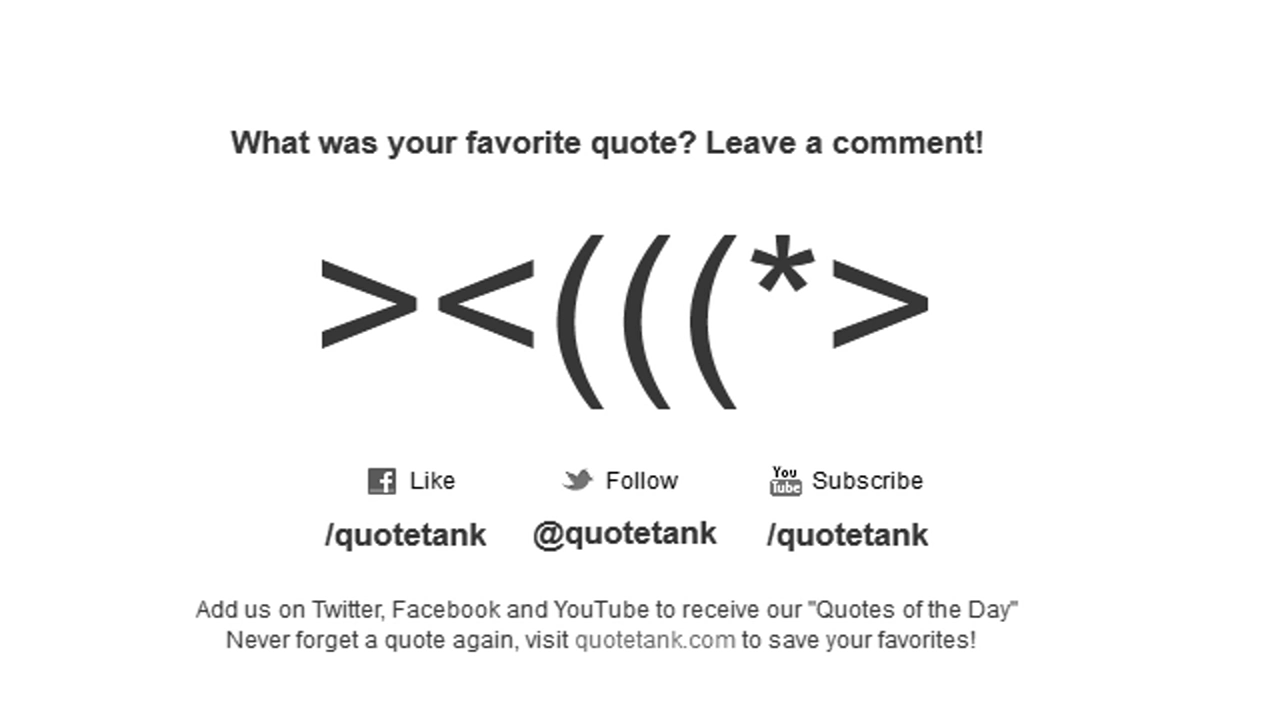 What was your favorite quote? Leave a comment!
><(((*>
Like Follow You Tube Subscribe
/quotetank @quotetank /quotetank
Add us on Twitter, Facebook and YouTube to receive our "Quotes of the Day"
Never forget a quote again, visit quotetank.com to save your favorites!